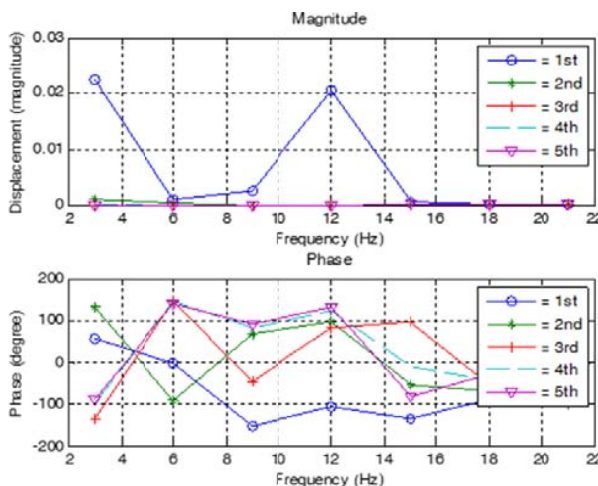 Magnitude
0.03
0.02
0.01
0
Displacement (magnitude)
= 1st
= 2nd
= 3rd
= 4th
= 5th
2 4 6 8 10 12 14 16 18 20 22
Frequency (Hz)
Phase
200
100
0
-100
-200
Phase (degree)
= 1st
= 2nd
= 3rd
= 4th
= 5th
2 4 6 8 10 12 14 16 18 20 22
Frequency (Hz)